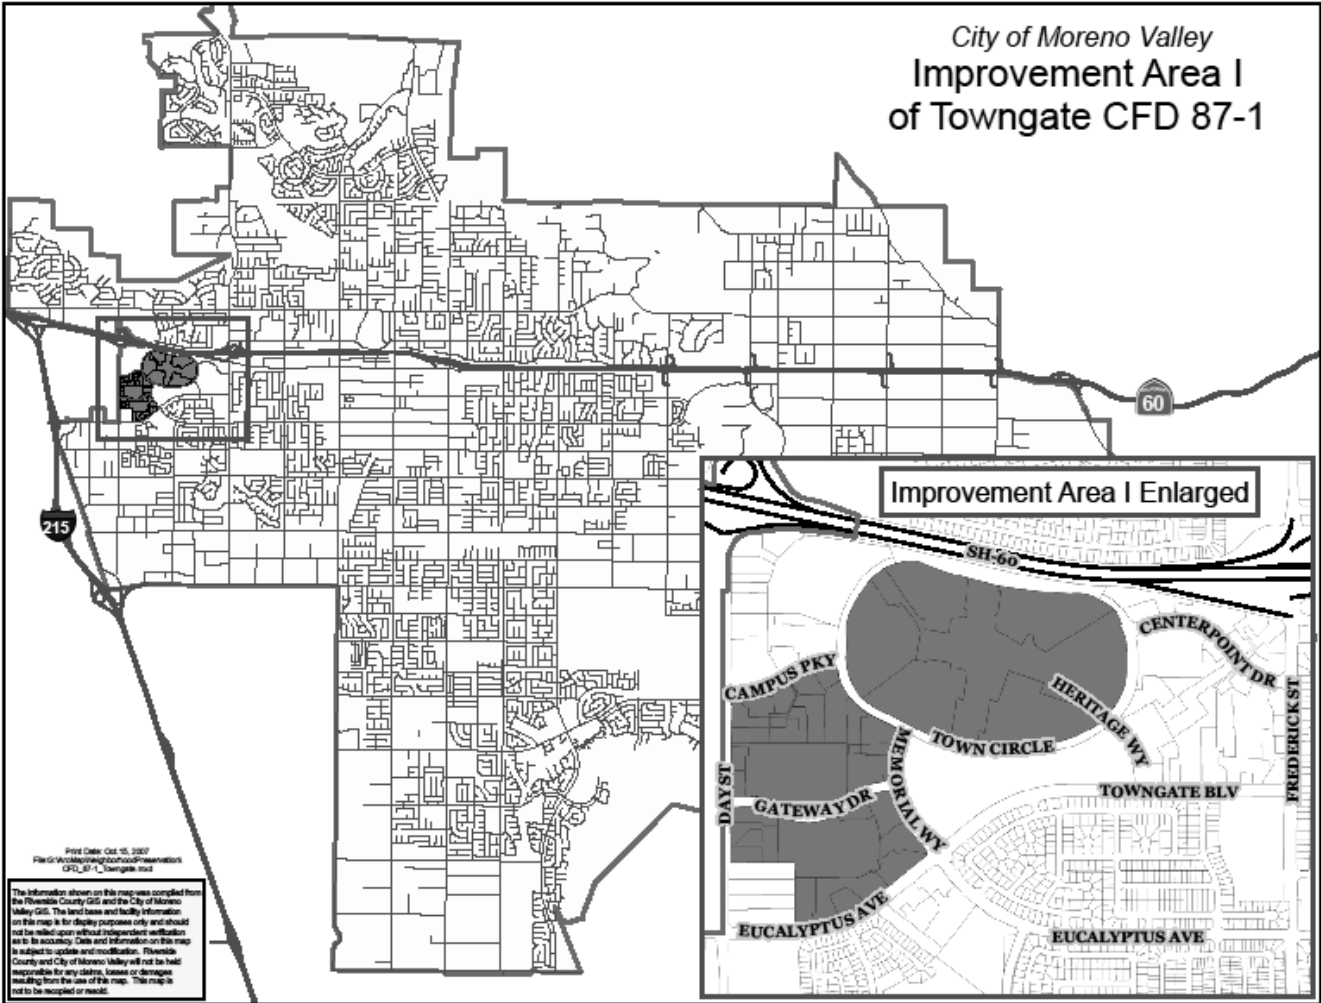 City of Moreno Valley
Improvement Area I
of Towngate CFD 87-1
60
215
Improvement Area I Enlarged
SH-60
CENTERPOINT DR
CAMPUS PKY
HERITAGE WY
FREDERICK ST
TOWN CIRCLE
MEMORIAL WY
DAY ST
GATEWAY DR
TOWNGATE BLV
EUCALYPTUS AVE
EUCALYPTUS AVE
Print Date: Oct 15, 2007
CFD_87-1_Towngate.mxd
The information shown on this map was compiled from
the Riverside County GIS and the City of Moreno
Valley GIS. The land base and facility information
on this map is for display purposes only and should
not be relied upon without independent verification
as to its accuracy. Data and information on this map
is subject to update and modification. Riverside
County and City of Moreno Valley will not be held
responsible for any claims, losses or damages
resulting from the use of this map. This map is
not to be recopied or resold.